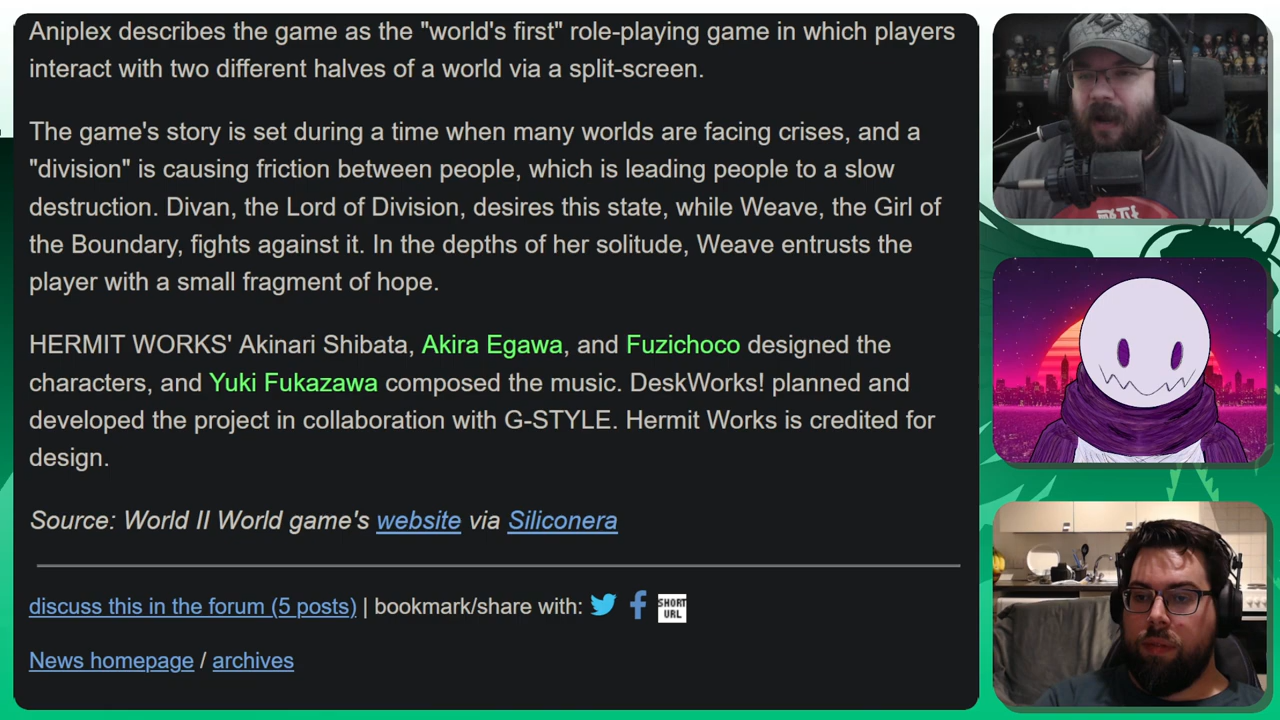 Aniplex describes the game as the "world's first" role-playing game in which players
interact with two different halves of a world via a split-screen.
The game's story is set during a time when many worlds are facing crises, and a
"division" is causing friction between people, which is leading people to a slow
destruction. Divan, the Lord of Division, desires this state, while Weave, the Girl of
the Boundary, fights against it. In the depths of her solitude, Weave entrusts the
player with a small fragment of hope.
HERMIT WORKS' Akinari Shibata, Akira Egawa, and Fuzichoco designed the
characters, and Yuki Fukazawa composed the music. DeskWorks! planned and
developed the project in collaboration with G-STYLE. Hermit Works is credited for
design.
Source: World II World game's website via Siliconera
discuss this in the forum (5 posts) | bookmark/share with: SHORT URL
News homepage / archives